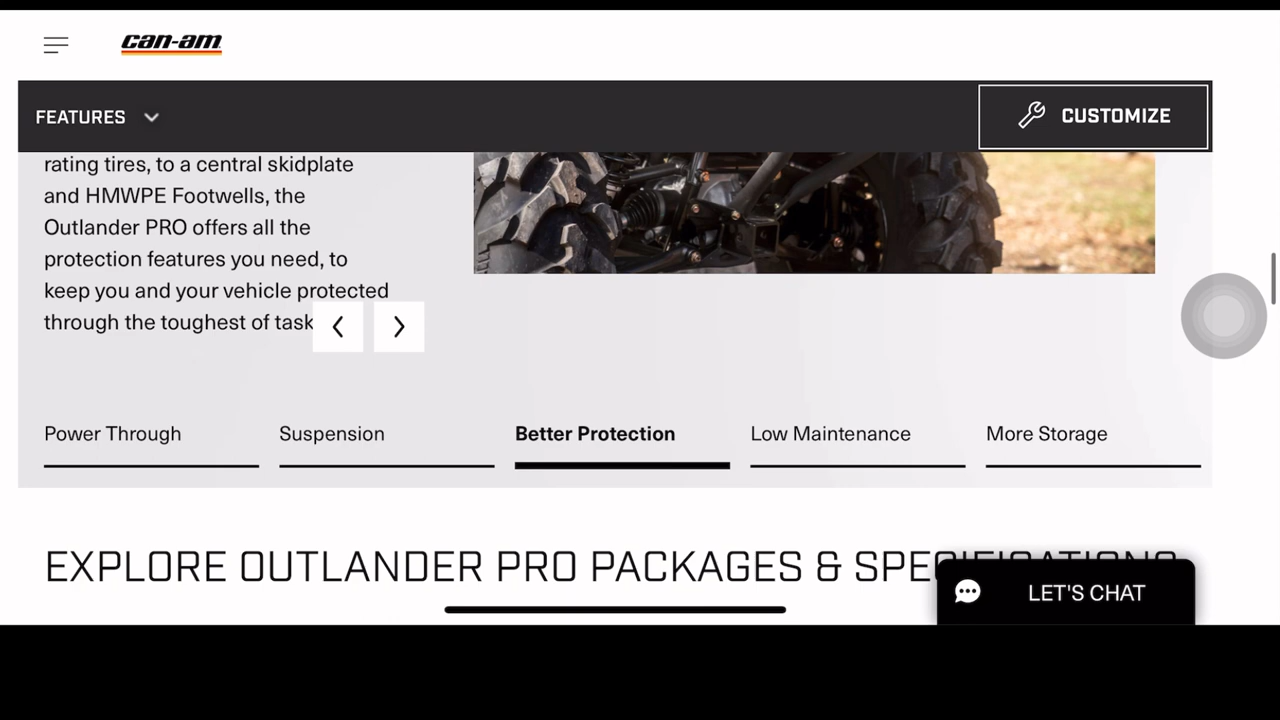 can-am
FEATURES
CUSTOMIZE
rating tires, to a central skidplate
and HMWPE Footwells, the
Outlander PRO offers all the
protection features you need, to
keep you and your vehicle protected
through the toughest of task
Power Through
Suspension
Better Protection
Low Maintenance
More Storage
EXPLORE OUTLANDER PRO PACKAGES & SPECIFICATIONS
LET'S CHAT